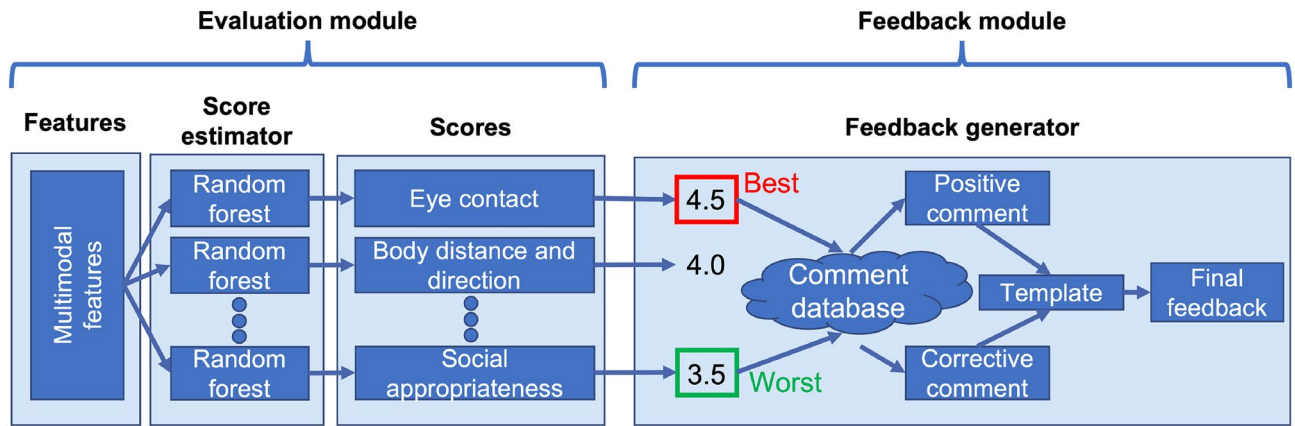 Evaluation module
Feedback module
Features
Score
estimator
Scores
Feedback generator
Multimodal
features
Random
forest
Eye contact
4.5
Best
Positive
comment
Random
forest
Body distance and
direction
4.0
Comment
database
Template
Final
feedback
Random
forest
Social
appropriateness
3.5
Worst
Corrective
comment